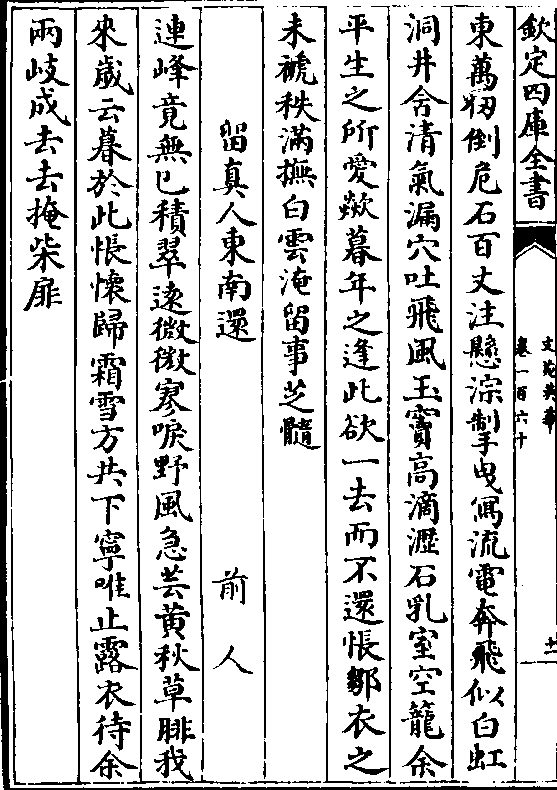 欽定四庫全書
文苑英華
卷一百六十
十一
東萬仭倒危石百丈注懸淙掣曳寫流電奔飛似白虹
洞井含清氣漏穴吐飛風玉竇高滴瀝石乳室空籠余
平生之所愛歘暮年之逢此欲一去而不還悵鄒衣之
未褫秩滿撫白雲淹留事芝髓
留真人東南還　前人
連峰竟無已積翠遠微微寥唳野風急芸黄秋草腓我
來歲云暮於此悵懷歸霜雪方共下寧唯止露衣待余
兩岐成去去掩柴扉